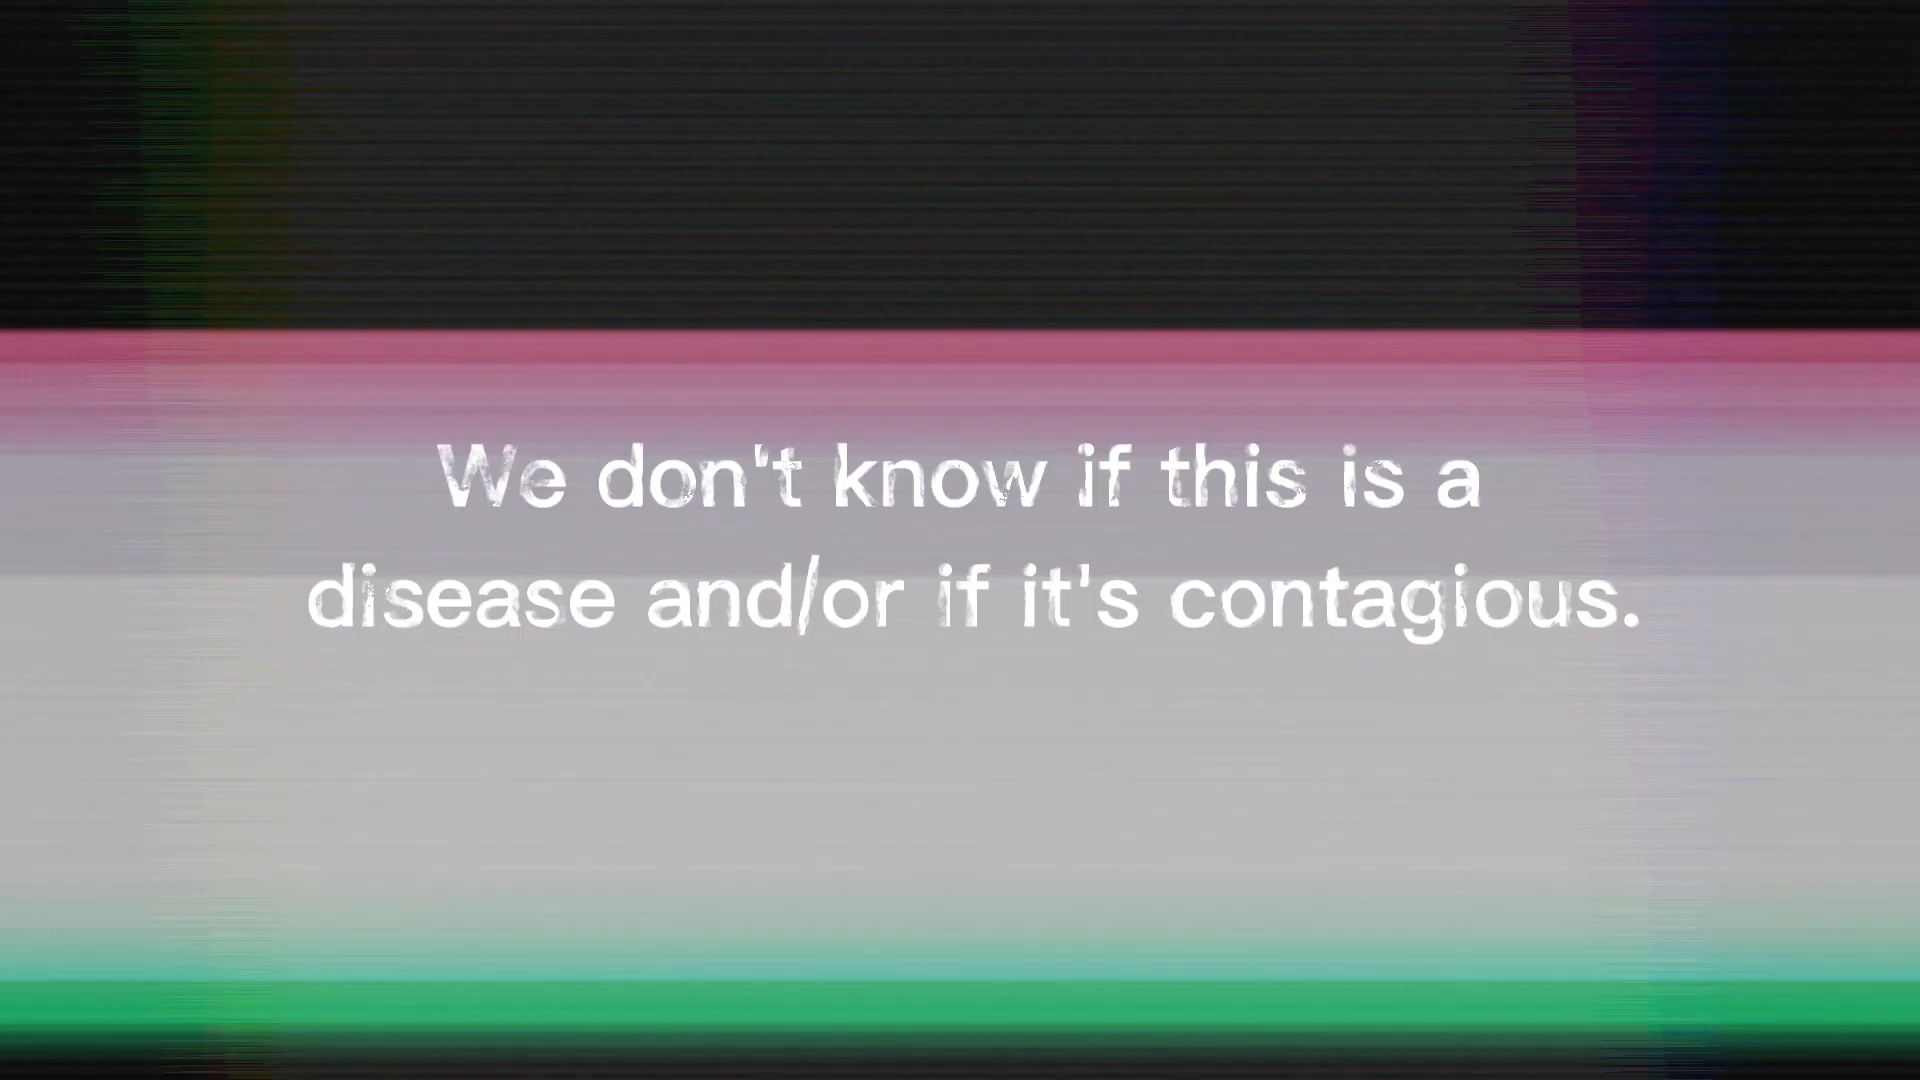 We don't know if this is a
disease and/or if it's contagious.